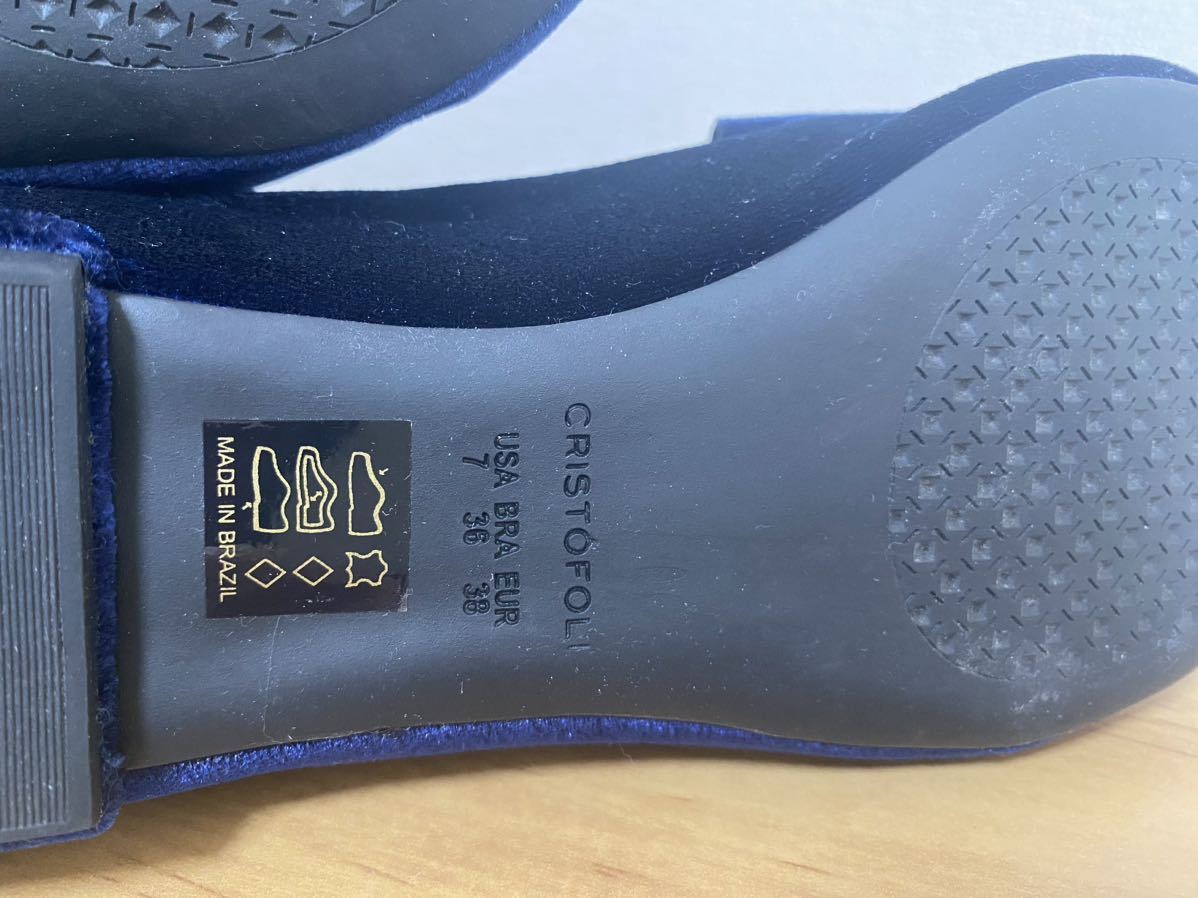 CRISTÓFOLI
USA BRA EUR
7 36 38
MADE IN BRAZIL